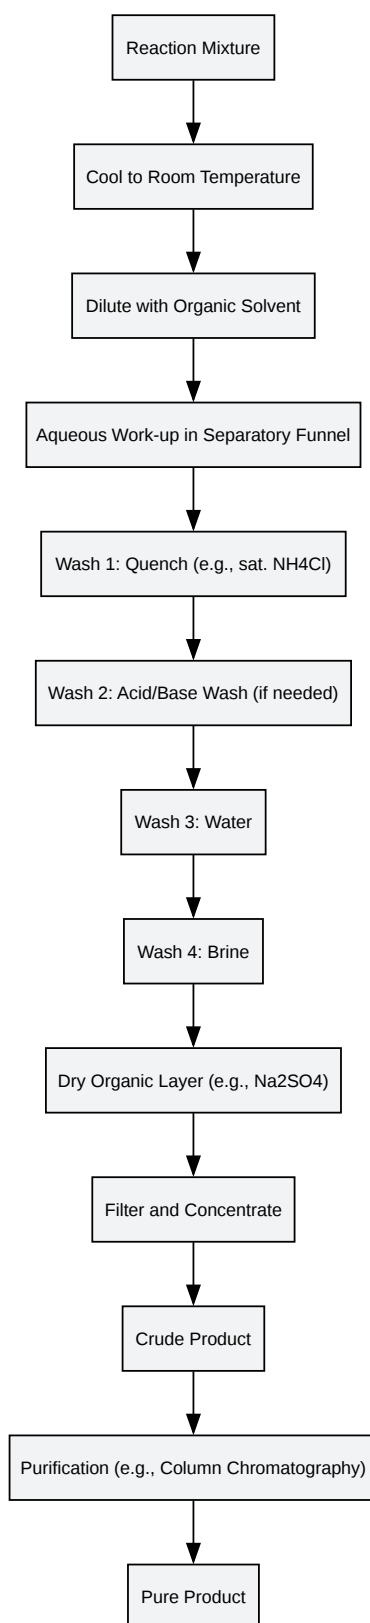 Reaction Mixture
Cool to Room Temperature
Dilute with Organic Solvent
Aqueous Work-up in Separatory Funnel
Wash 1: Quench (e.g., sat. NH4Cl)
Wash 2: Acid/Base Wash (if needed)
Wash 3: Water
Wash 4: Brine
Dry Organic Layer (e.g., Na2SO4)
Filter and Concentrate
Crude Product
Purification (e.g., Column Chromatography)
Pure Product